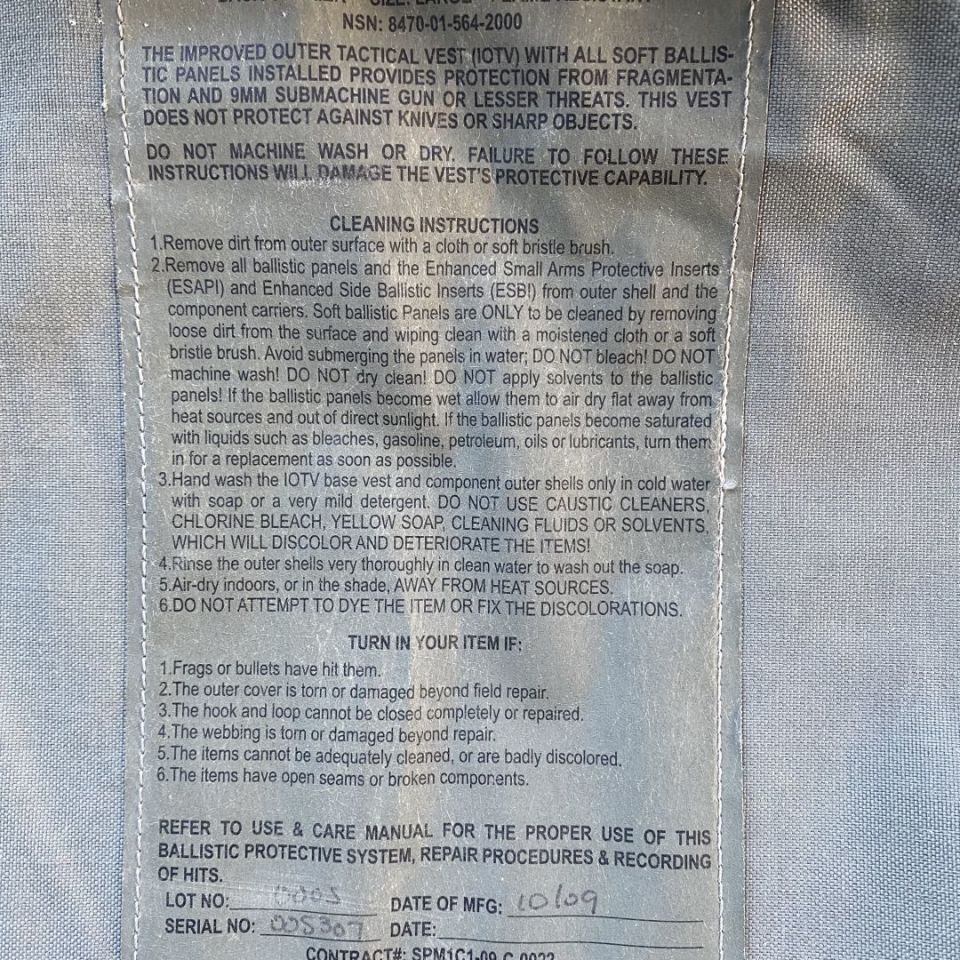 SIZE: LARGE
NSN: 8470-01-564-2000
THE IMPROVED OUTER TACTICAL VEST (IOTV) WITH ALL SOFT BALLIS-
TIC PANELS INSTALLED PROVIDES PROTECTION FROM FRAGMENTA-
TION AND 9MM SUBMACHINE GUN OR LESSER THREATS. THIS VEST
DOES NOT PROTECT AGAINST KNIVES OR SHARP OBJECTS.
DO NOT MACHINE WASH OR DRY. FAILURE TO FOLLOW THESE
INSTRUCTIONS WILL DAMAGE THE VEST'S PROTECTIVE CAPABILITY.
CLEANING INSTRUCTIONS
1.Remove dirt from outer surface with a cloth or soft bristle brush.
2.Remove all ballistic panels and the Enhanced Small Arms Protective Inserts
(ESAPI) and Enhanced Side Ballistic Inserts (ESBI) from outer shell and the
component carriers. Soft ballistic Panels are ONLY to be cleaned by removing
loose dirt from the surface and wiping clean with a moistened cloth or a soft
bristle brush. Avoid submerging the panels in water; DO NOT bleach! DO NOT
machine wash! DO NOT dry clean! DO NOT apply solvents to the ballistic
panels! If the ballistic panels become wet allow them to air dry flat away from
heat sources and out of direct sunlight. If the ballistic panels become saturated
with liquids such as bleaches, gasoline, petroleum, oils or lubricants, turn them
in for a replacement as soon as possible.
3.Hand wash the IOTV base vest and component outer shells only in cold water
with soap or a very mild detergent. DO NOT USE CAUSTIC CLEANERS,
CHLORINE BLEACH, YELLOW SOAP, CLEANING FLUIDS OR SOLVENTS,
WHICH WILL DISCOLOR AND DETERIORATE THE ITEMS!
4.Rinse the outer shells very thoroughly in clean water to wash out the soap.
5.Air-dry indoors, or in the shade, AWAY FROM HEAT SOURCES.
6.DO NOT ATTEMPT TO DYE THE ITEM OR FIX THE DISCOLORATIONS.
TURN IN YOUR ITEM IF:
1.Frags or bullets have hit them.
2.The outer cover is torn or damaged beyond field repair.
3.The hook and loop cannot be closed completely or repaired.
4.The webbing is torn or damaged beyond repair.
5.The items cannot be adequately cleaned, or are badly discolored.
6.The items have open seams or broken components.
REFER TO USE & CARE MANUAL FOR THE PROPER USE OF THIS
BALLISTIC PROTECTIVE SYSTEM, REPAIR PROCEDURES & RECORDING
OF HITS.
LOT NO: DATE OF MFG: 10/09
SERIAL NO: 005307 DATE:
CONTRACT#: SPM1C1-09-C-0022